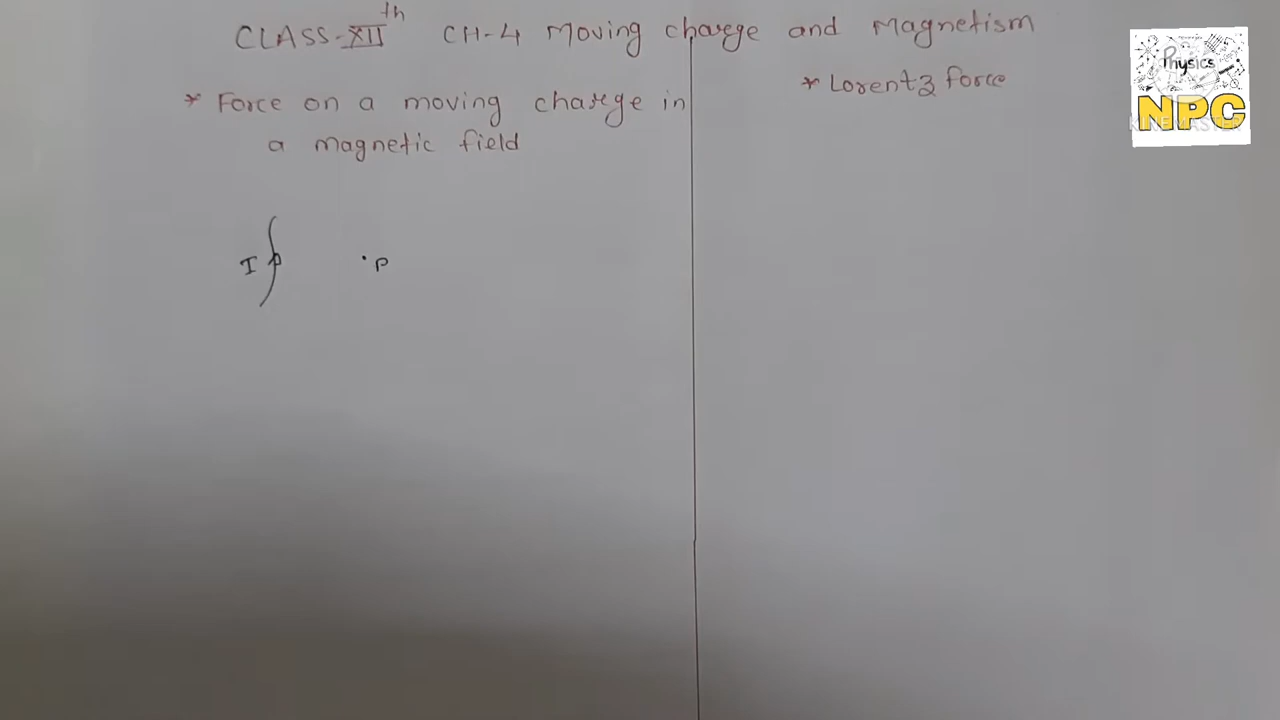 CLASS-XIIth CH-4 Moving charge and Magnetism
* Force on a moving charge in
a magnetic field
* Lorentz force
I
.P
Physics
NPC